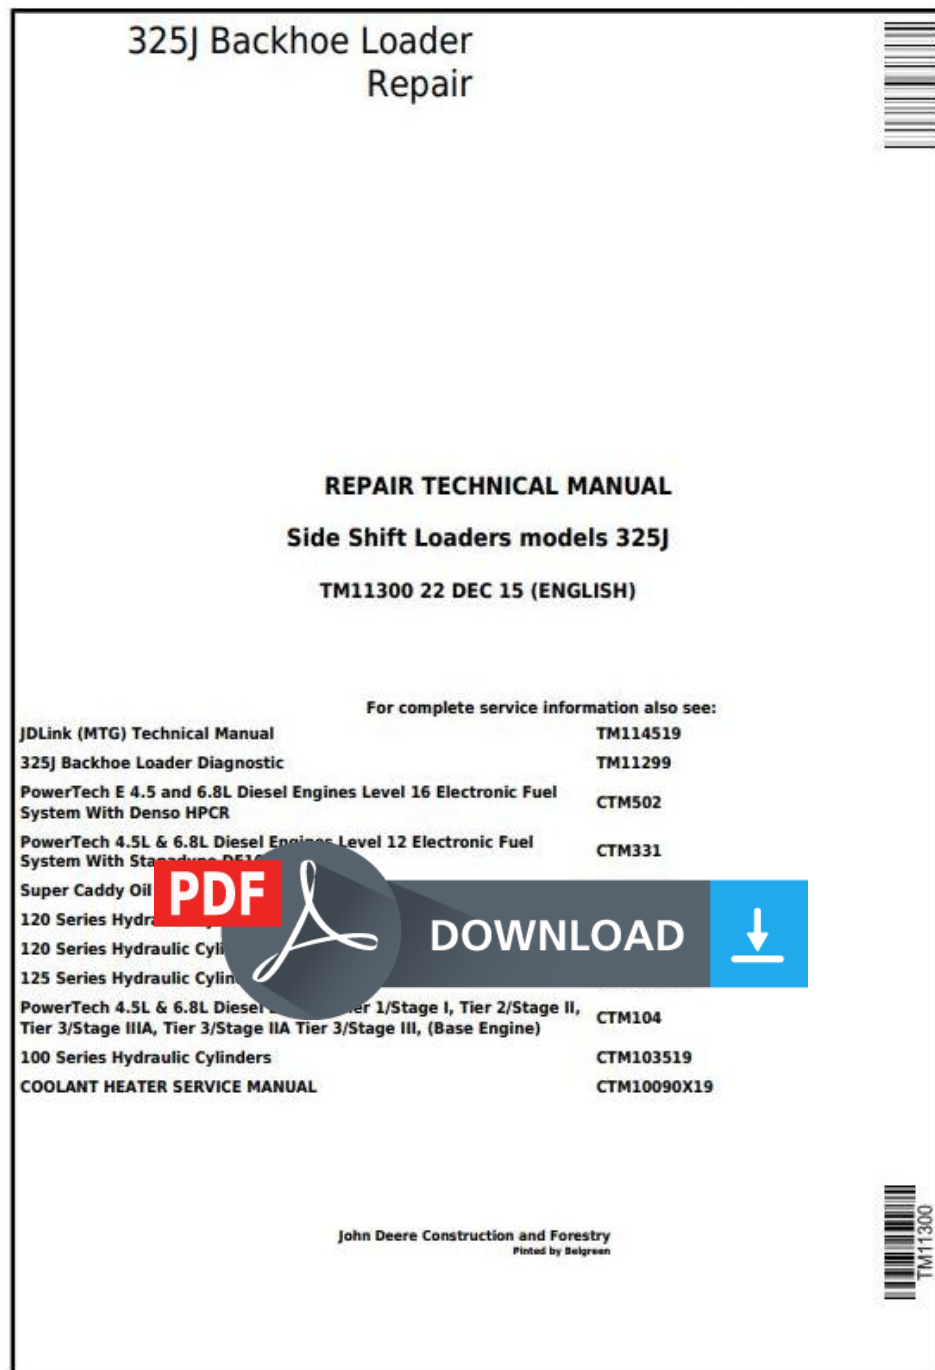 325J Backhoe Loader
Repair
REPAIR TECHNICAL MANUAL
Side Shift Loaders models 325J
TM11300 22 DEC 15 (ENGLISH)
For complete service information also see:
JDLink (MTG) Technical Manual TM114519
325J Backhoe Loader Diagnostic TM11299
PowerTech E 4.5 and 6.8L Diesel Engines Level 16 Electronic Fuel
System With Denso HPCR CTM502
PowerTech 4.5L & 6.8L Diesel Engines Level 12 Electronic Fuel
System With CTM331
Super Caddy Oil
PDF
DOWNLOAD
120 Series
120 Series Hydraulic
125 Series Hydraulic
PowerTech 4.5L & 6.8L Diesel 1/Stage I, Tier 2/Stage II,
Tier 3/Stage IIIA, Tier 3/Stage IIA Tier 3/Stage III, (Base Engine) CTM104
100 Series Hydraulic Cylinders CTM103519
COOLANT HEATER SERVICE MANUAL CTM10090X19
John Deere Construction and Forestry
Pinted by Belgreen
TM11300